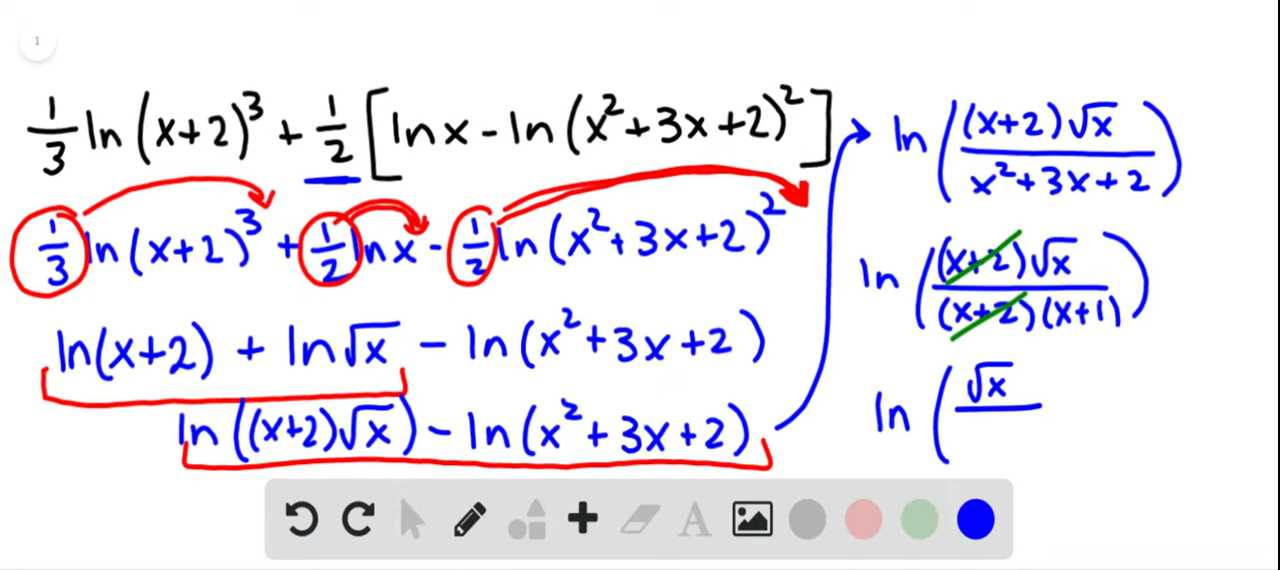 1
1/3 ln (x+2)^3 + 1/2 [ln x - ln (x^2+3x+2)^2]
1/3 ln (x+2)^3 + 1/2 ln x - 1/2 ln (x^2+3x+2)^2
ln(x+2) + ln√x - ln(x^2+3x+2)
ln((x+2)√x) - ln(x^2+3x+2)
ln ((x+2)√x / x^2+3x+2)
ln ((x+2)√x / (x+2)(x+1))
ln (√x /
A